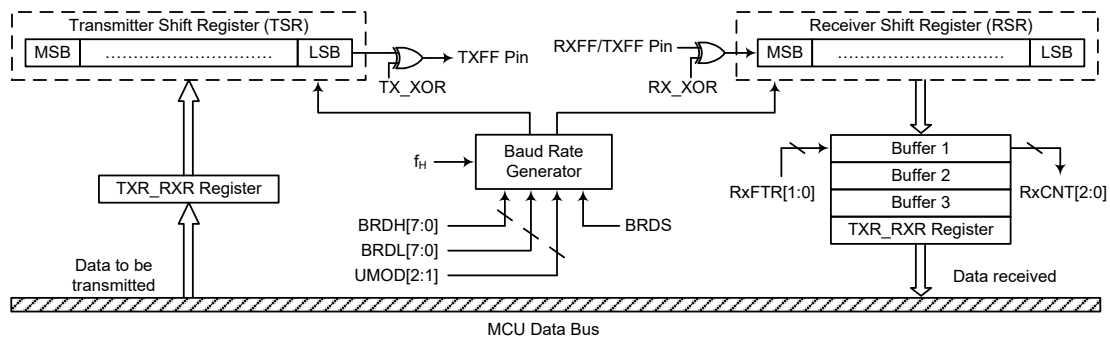 Transmitter Shift Register (TSR)
MSB ................................ LSB
TXFF Pin
TX_XOR
Receiver Shift Register (RSR)
RXFF/TXFF Pin
MSB ................................ LSB
RX_XOR
fH
Baud Rate
Generator
Buffer 1
Buffer 2
Buffer 3
TXR_RXR Register
RxFTR[1:0]
RxCNT[2:0]
TXR_RXR Register
BRDH[7:0]
BRDL[7:0]
UMOD[2:1]
BRDS
Data to be
transmitted
Data received
MCU Data Bus